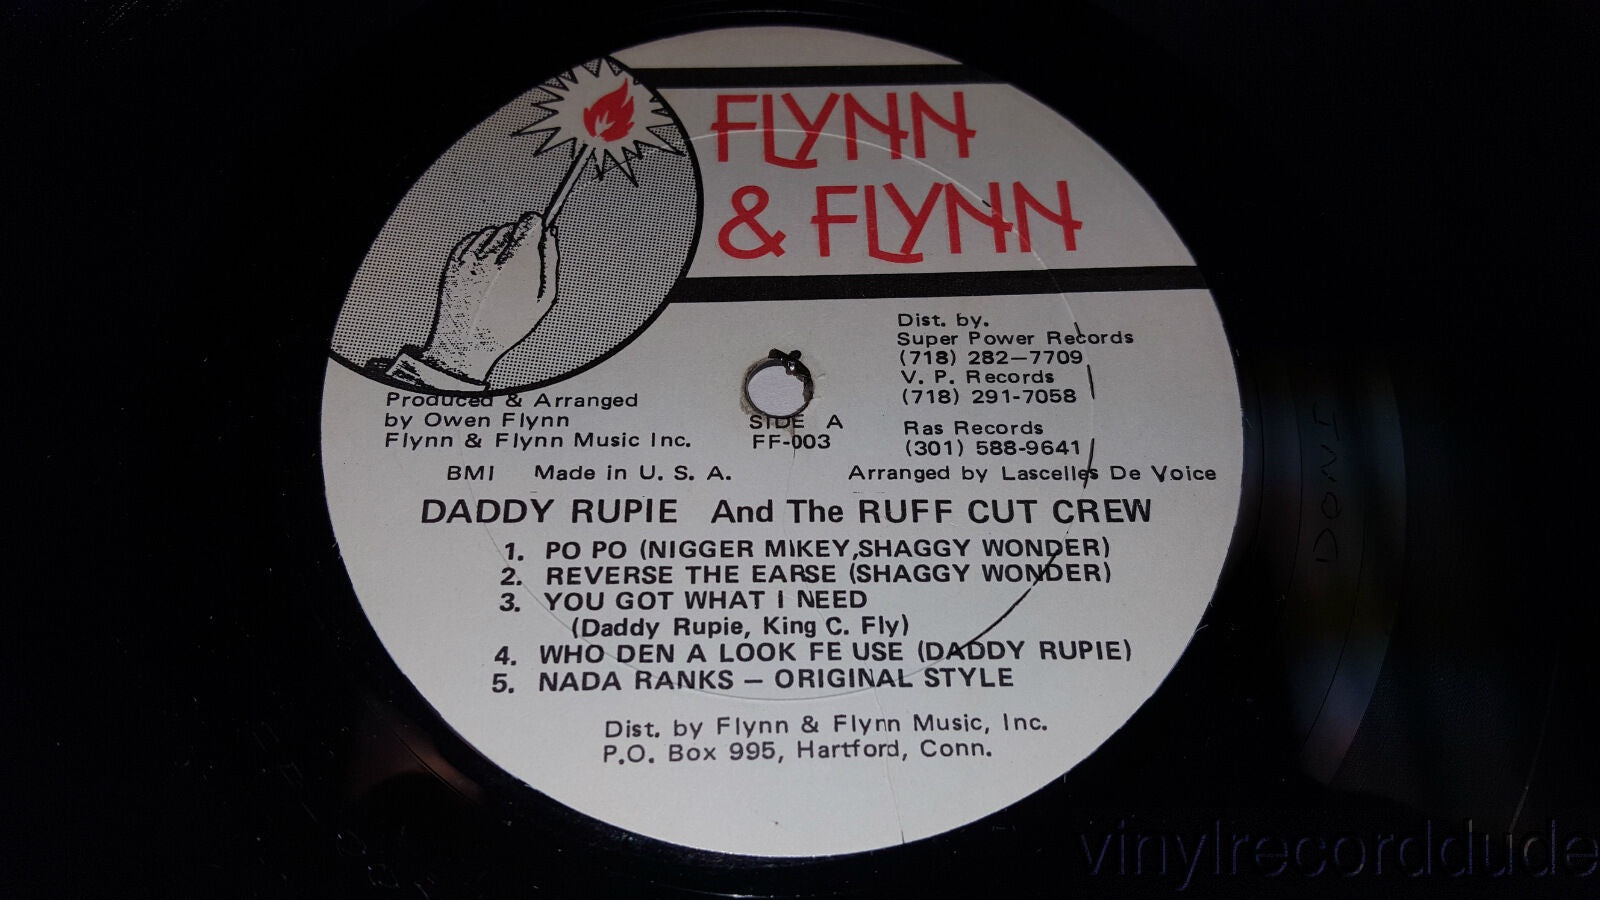 FLYNN
& FLYNN
Dist. by.
Super Power Records
(718) 282-7709
V. P. Records
(718) 291-7058
Ras Records
(301) 588-9641
Produced & Arranged
by Owen Flynn
Flynn & Flynn Music Inc.
SIDE A
FF-003
BMI Made in U. S. A.
Arranged by Lascelles De Voice
DADDY RUPIE And The RUFF CUT CREW
1. PO PO (NIGGER MIKEY,SHAGGY WONDER)
2. REVERSE THE EARSE (SHAGGY WONDER)
3. YOU GOT WHAT I NEED
(Daddy Rupie, King C. Fly)
4. WHO DEN A LOOK FE USE (DADDY RUPIE)
5. NADA RANKS – ORIGINAL STYLE
Dist. by Flynn & Flynn Music, Inc.
P.O. Box 995, Hartford, Conn.
vinylrecorddude